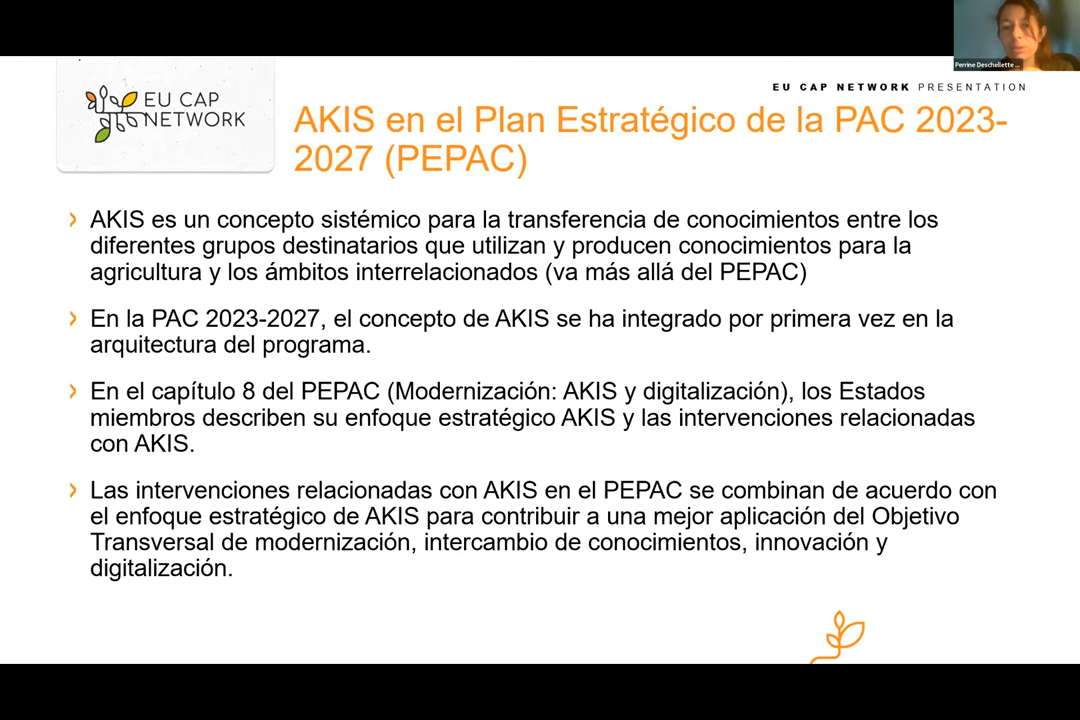 Perrine Deschellette ...
EU CAP NETWORK PRESENTATION
EU CAP
NETWORK
AKIS en el Plan Estratégico de la PAC 2023-
2027 (PEPAC)
› AKIS es un concepto sistémico para la transferencia de conocimientos entre los
diferentes grupos destinatarios que utilizan y producen conocimientos para la
agricultura y los ámbitos interrelacionados (va más allá del PEPAC)
› En la PAC 2023-2027, el concepto de AKIS se ha integrado por primera vez en la
arquitectura del programa.
› En el capítulo 8 del PEPAC (Modernización: AKIS y digitalización), los Estados
miembros describen su enfoque estratégico AKIS y las intervenciones relacionadas
con AKIS.
› Las intervenciones relacionadas con AKIS en el PEPAC se combinan de acuerdo con
el enfoque estratégico de AKIS para contribuir a una mejor aplicación del Objetivo
Transversal de modernización, intercambio de conocimientos, innovación y
digitalización.